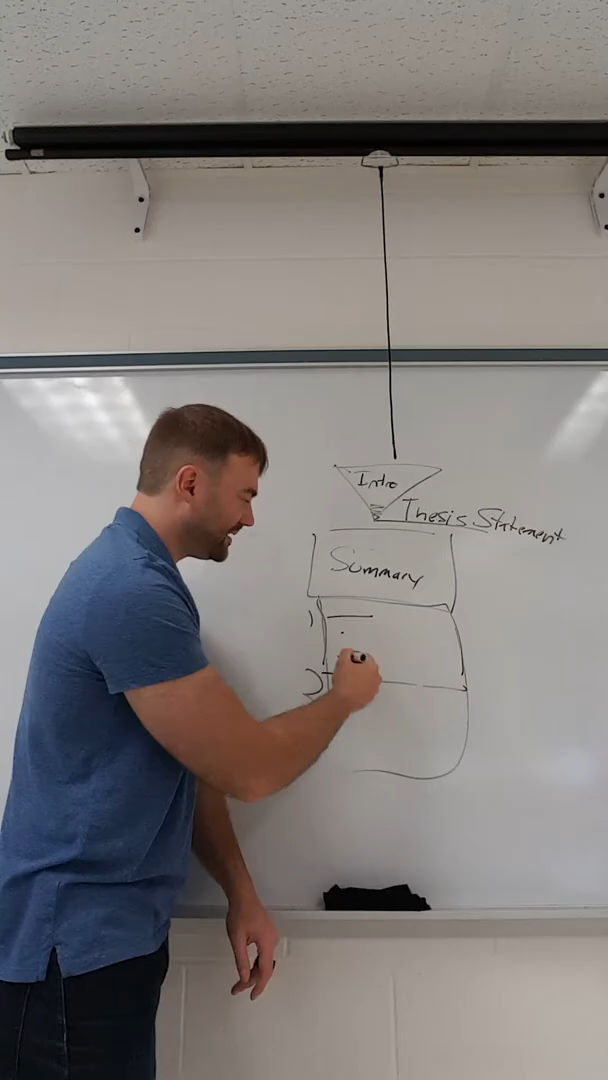 Intro
Thesis Statement
Summary
1)
2)